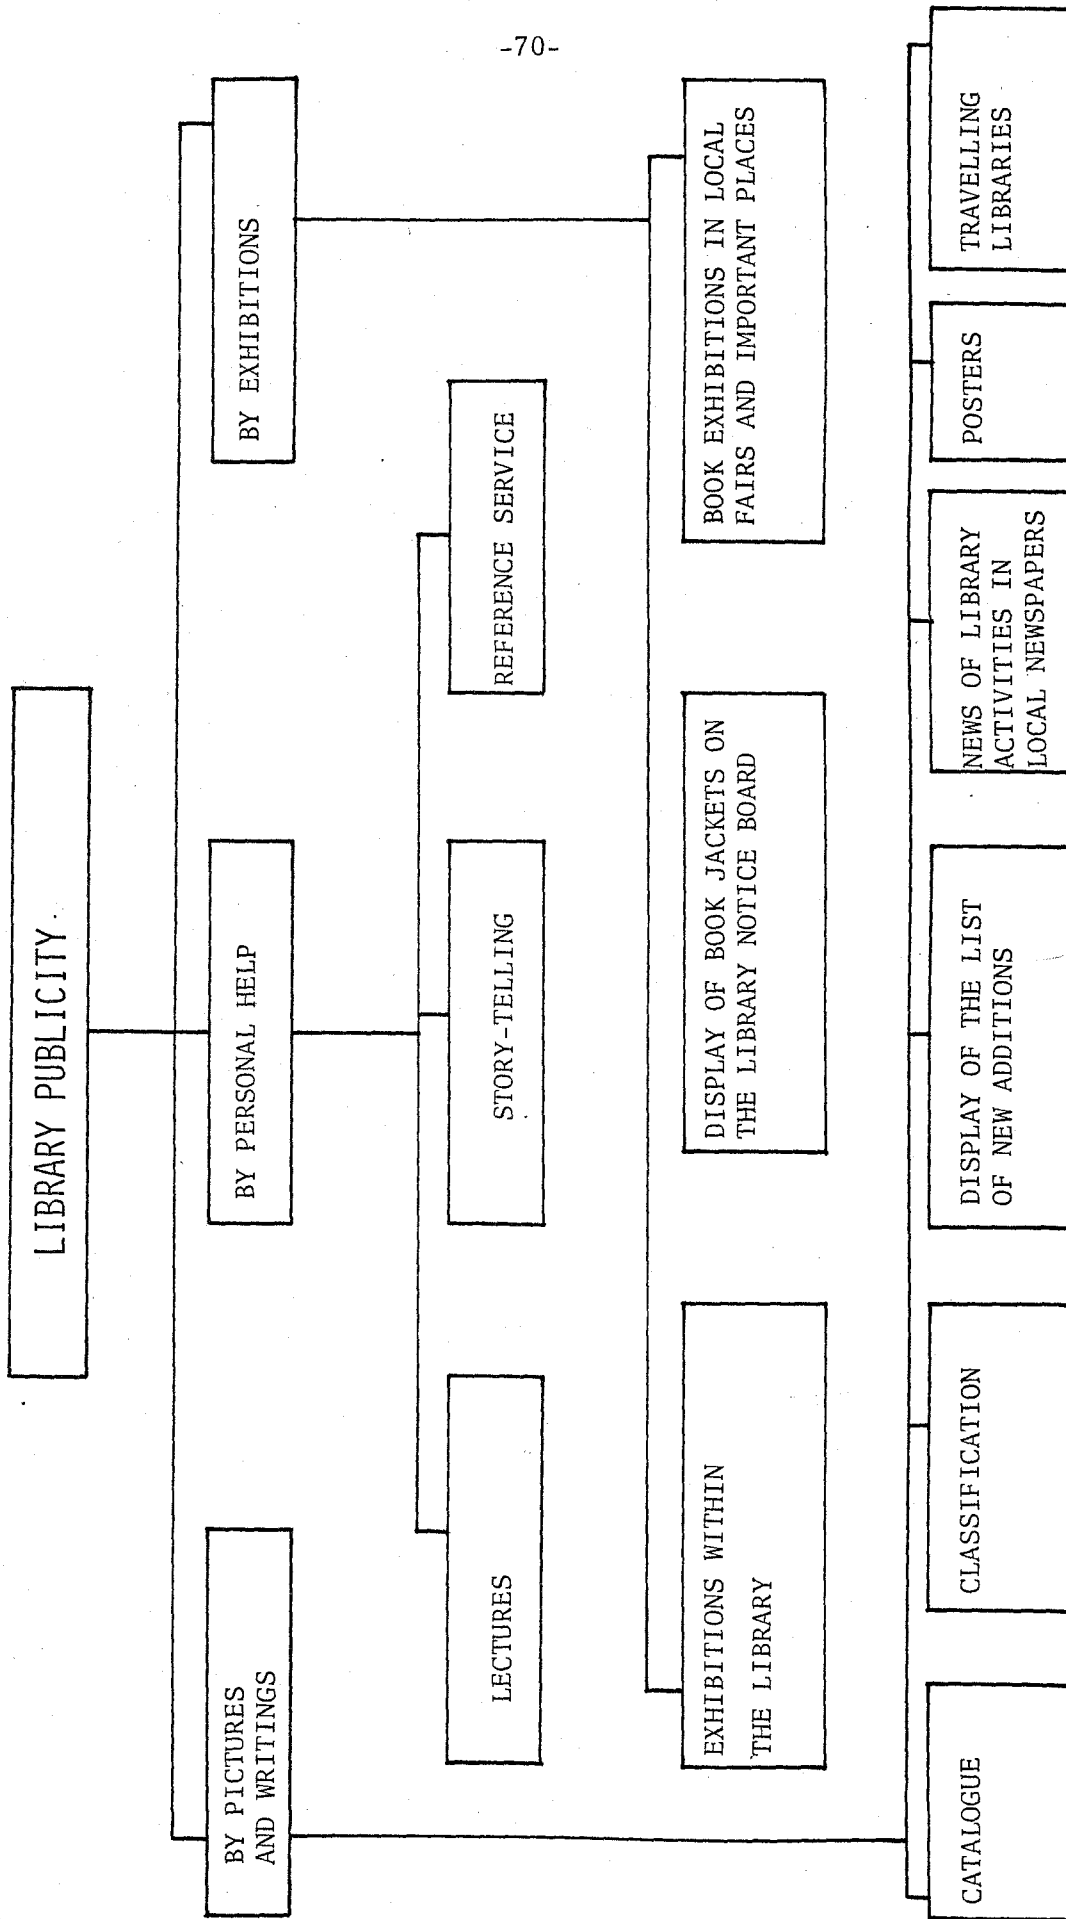 -70-
LIBRARY PUBLICITY.
BY PICTURES
AND WRITINGS
BY PERSONAL HELP
BY EXHIBITIONS
LECTURES
STORY-TELLING
REFERENCE SERVICE
EXHIBITIONS WITHIN
THE LIBRARY
DISPLAY OF BOOK JACKETS ON
THE LIBRARY NOTICE BOARD
BOOK EXHIBITIONS IN LOCAL
FAIRS AND IMPORTANT PLACES
CATALOGUE
CLASSIFICATION
DISPLAY OF THE LIST
OF NEW ADDITIONS
NEWS OF LIBRARY
ACTIVITIES IN
LOCAL NEWSPAPERS
POSTERS
TRAVELLING
LIBRARIES